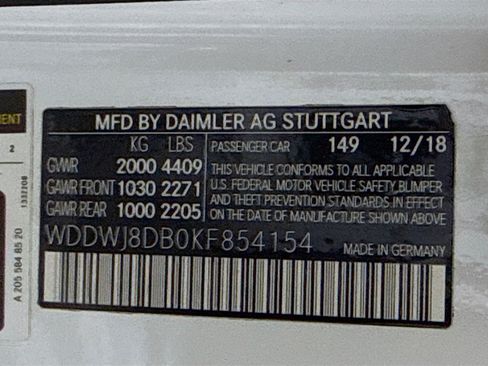 MFD BY DAIMLER AG STUTTGART
KG LBS
GVWR 2000 4409
GAWR FRONT 1030 2271
GAWR REAR 1000 2205
PASSENGER CAR 149 12/18
THIS VEHICLE CONFORMS TO ALL APPLICABLE
U.S. FEDERAL MOTOR VEHICLE SAFETY, BUMPER
AND THEFT PREVENTION STANDARDS IN EFFECT
ON THE DATE OF MANUFACTURE SHOWN ABOVE
WDDWJ8DB0KF854154
MADE IN GERMANY
2
A 205 584 85 20